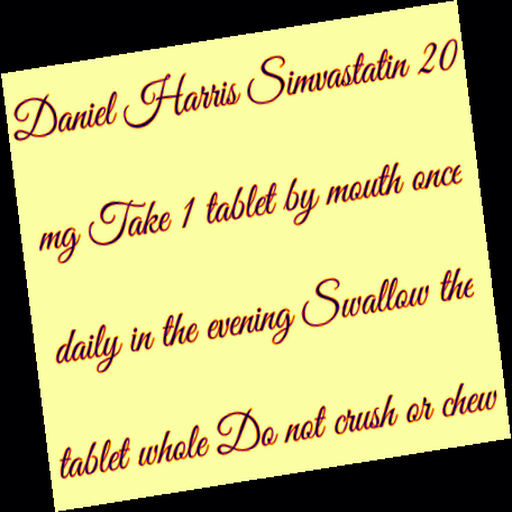 Daniel Harris Simvastatin 20
mg Take 1 tablet by mouth once
daily in the evening Swallow the
tablet whole Do not crush or chew